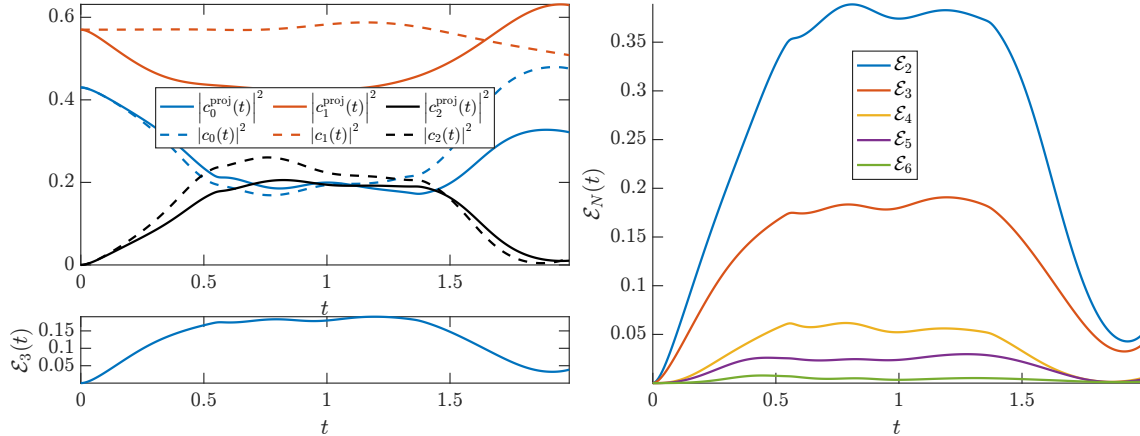 0.6
0.4
0.2
0
|c_0^proj(t)|^2 |c_1^proj(t)|^2 |c_2^proj(t)|^2
|c_0(t)|^2 |c_1(t)|^2 |c_2(t)|^2
0 0.5 1 1.5
t
ℰ_3(t)
0.15
0.05
0 0.5 1 1.5
t
ℰ_N(t)
0.35
0.3
0.25
0.2
0.15
0.1
0.05
ℰ_2
ℰ_3
ℰ_4
ℰ_5
ℰ_6
0 0.5 1 1.5
t